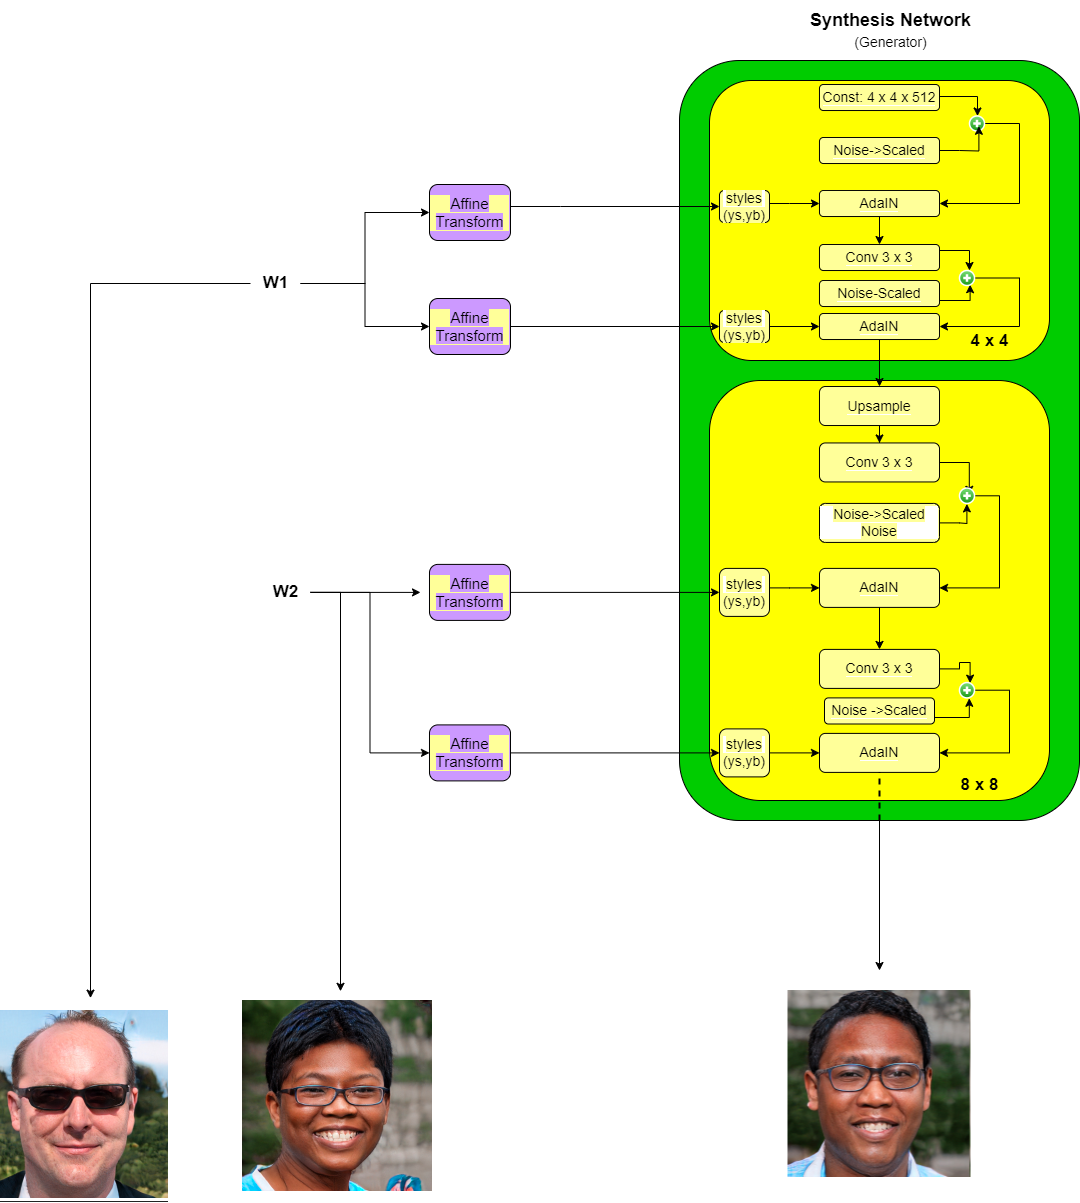 Synthesis Network
(Generator)
Const: 4 x 4 x 512
Noise->Scaled
Affine
Transform
styles
(ys,yb)
AdaIN
Conv 3 x 3
W1
Noise-Scaled
Affine
Transform
styles
(ys,yb)
AdaIN
4 x 4
Upsample
Conv 3 x 3
Noise->Scaled
Noise
W2
Affine
Transform
styles
(ys,yb)
AdaIN
Conv 3 x 3
Noise ->Scaled
Affine
Transform
styles
(ys,yb)
AdaIN
8 x 8